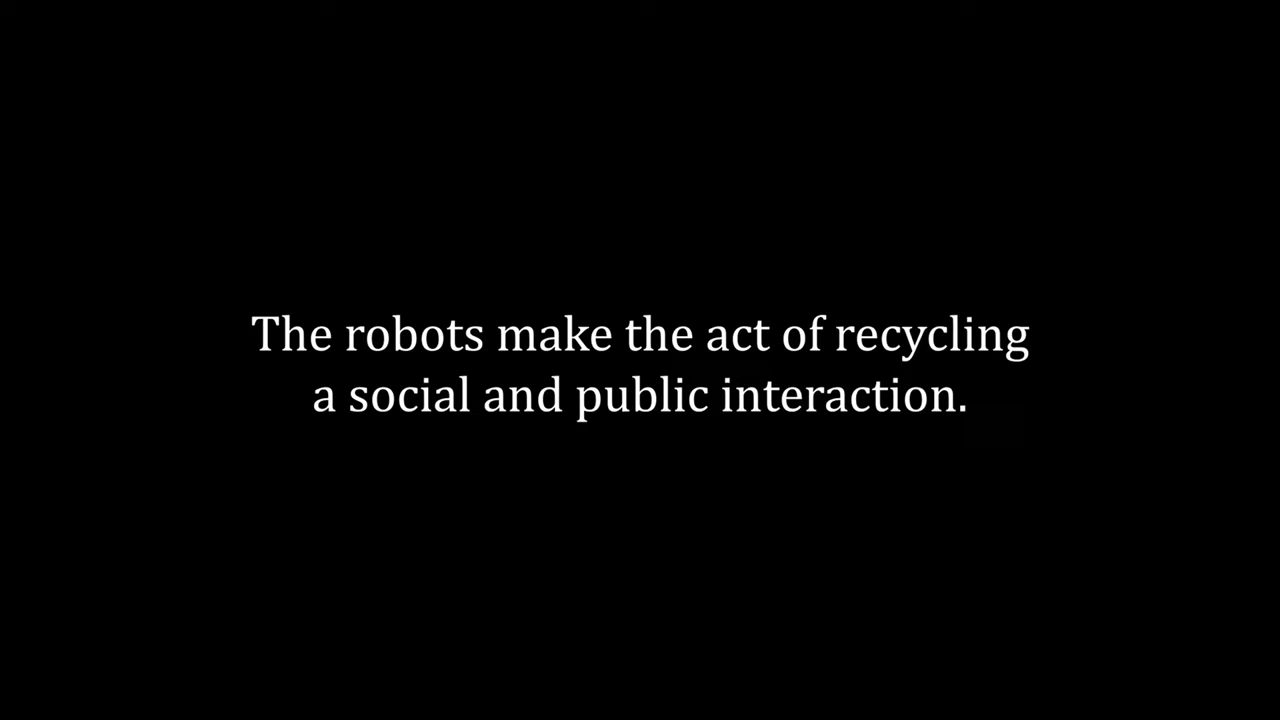 The robots make the act of recycling
a social and public interaction.